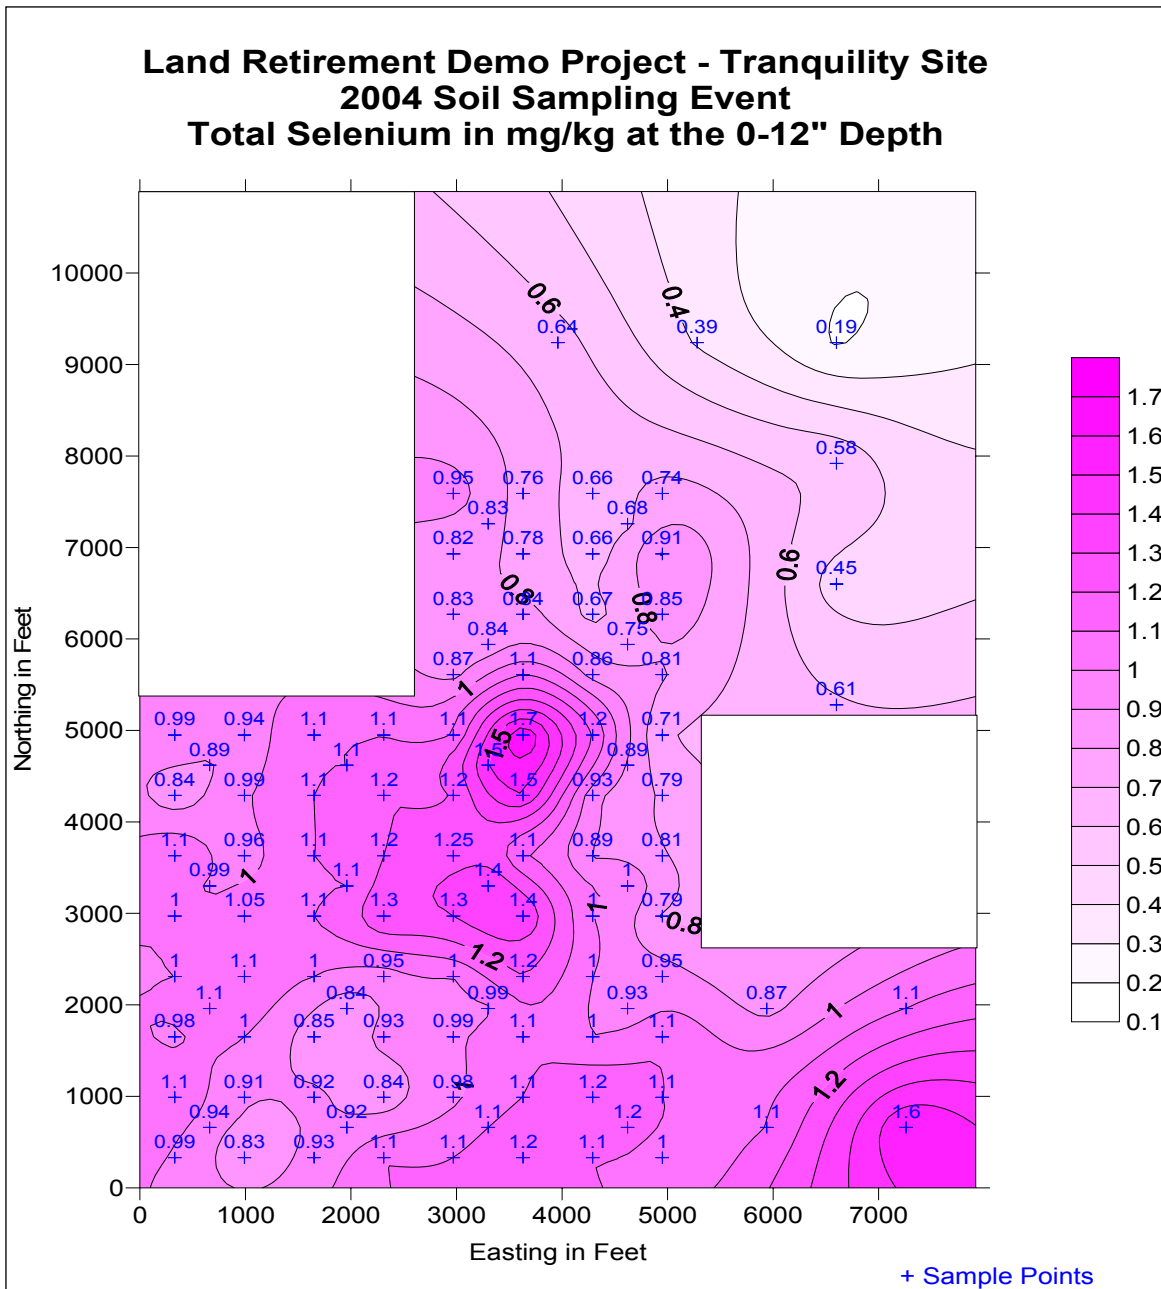 Land Retirement Demo Project - Tranquility Site
2004 Soil Sampling Event
Total Selenium in mg/kg at the 0-12" Depth
10000
0.6
0.4
0.64 0.39 0.19
9000
8000
0.58
0.95 0.76 0.66 0.74
0.83 0.68
7000
0.82 0.78 0.66 0.91
0.6
0.45
0.8 0.8
0.83 0.84 0.67 0.85
6000
0.84 0.75
0.87 1.1 0.86 0.81
1
0.61
5000
0.99 0.94 1.1 1.1 1.1 1.7 1.2 0.71
1.5
0.89 1.1 1.5 0.89
0.84 0.99 1.1 1.2 1.2 1.5 0.93 0.79
4000
1.1 0.96 1.1 1.2 1.25 1.1 0.89 0.81
0.99 1.1 1.4 1
1
3000
1 1.05 1.1 1.3 1.3 1.4 1 0.79
1
0.8
1.2
1 1.1 1 0.95 1 1.2 1 0.95
2000
1.1 0.84 0.99 0.93 0.87 1.1
1
0.98 1 0.85 0.93 0.99 1.1 1 1.1
1000
1.1 0.91 0.92 0.84 0.98 1.1 1.2 1.1
1
1.2
0.94 0.92 1.1 1.2 1.1 1.6
0.99 0.83 0.93 1.1 1.1 1.2 1.1 1
0
0 1000 2000 3000 4000 5000 6000 7000
Easting in Feet
Northing in Feet
1.7
1.6
1.5
1.4
1.3
1.2
1.1
1
0.9
0.8
0.7
0.6
0.5
0.4
0.3
0.2
0.1
+ Sample Points